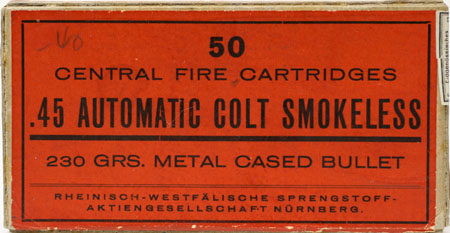 50
CENTRAL FIRE CARTRIDGES
.45 AUTOMATIC COLT SMOKELESS
230 GRS. METAL CASED BULLET
RHEINISCH-WESTFÄLISCHE SPRENGSTOFF-
AKTIENGESELLSCHAFT NÜRNBERG.